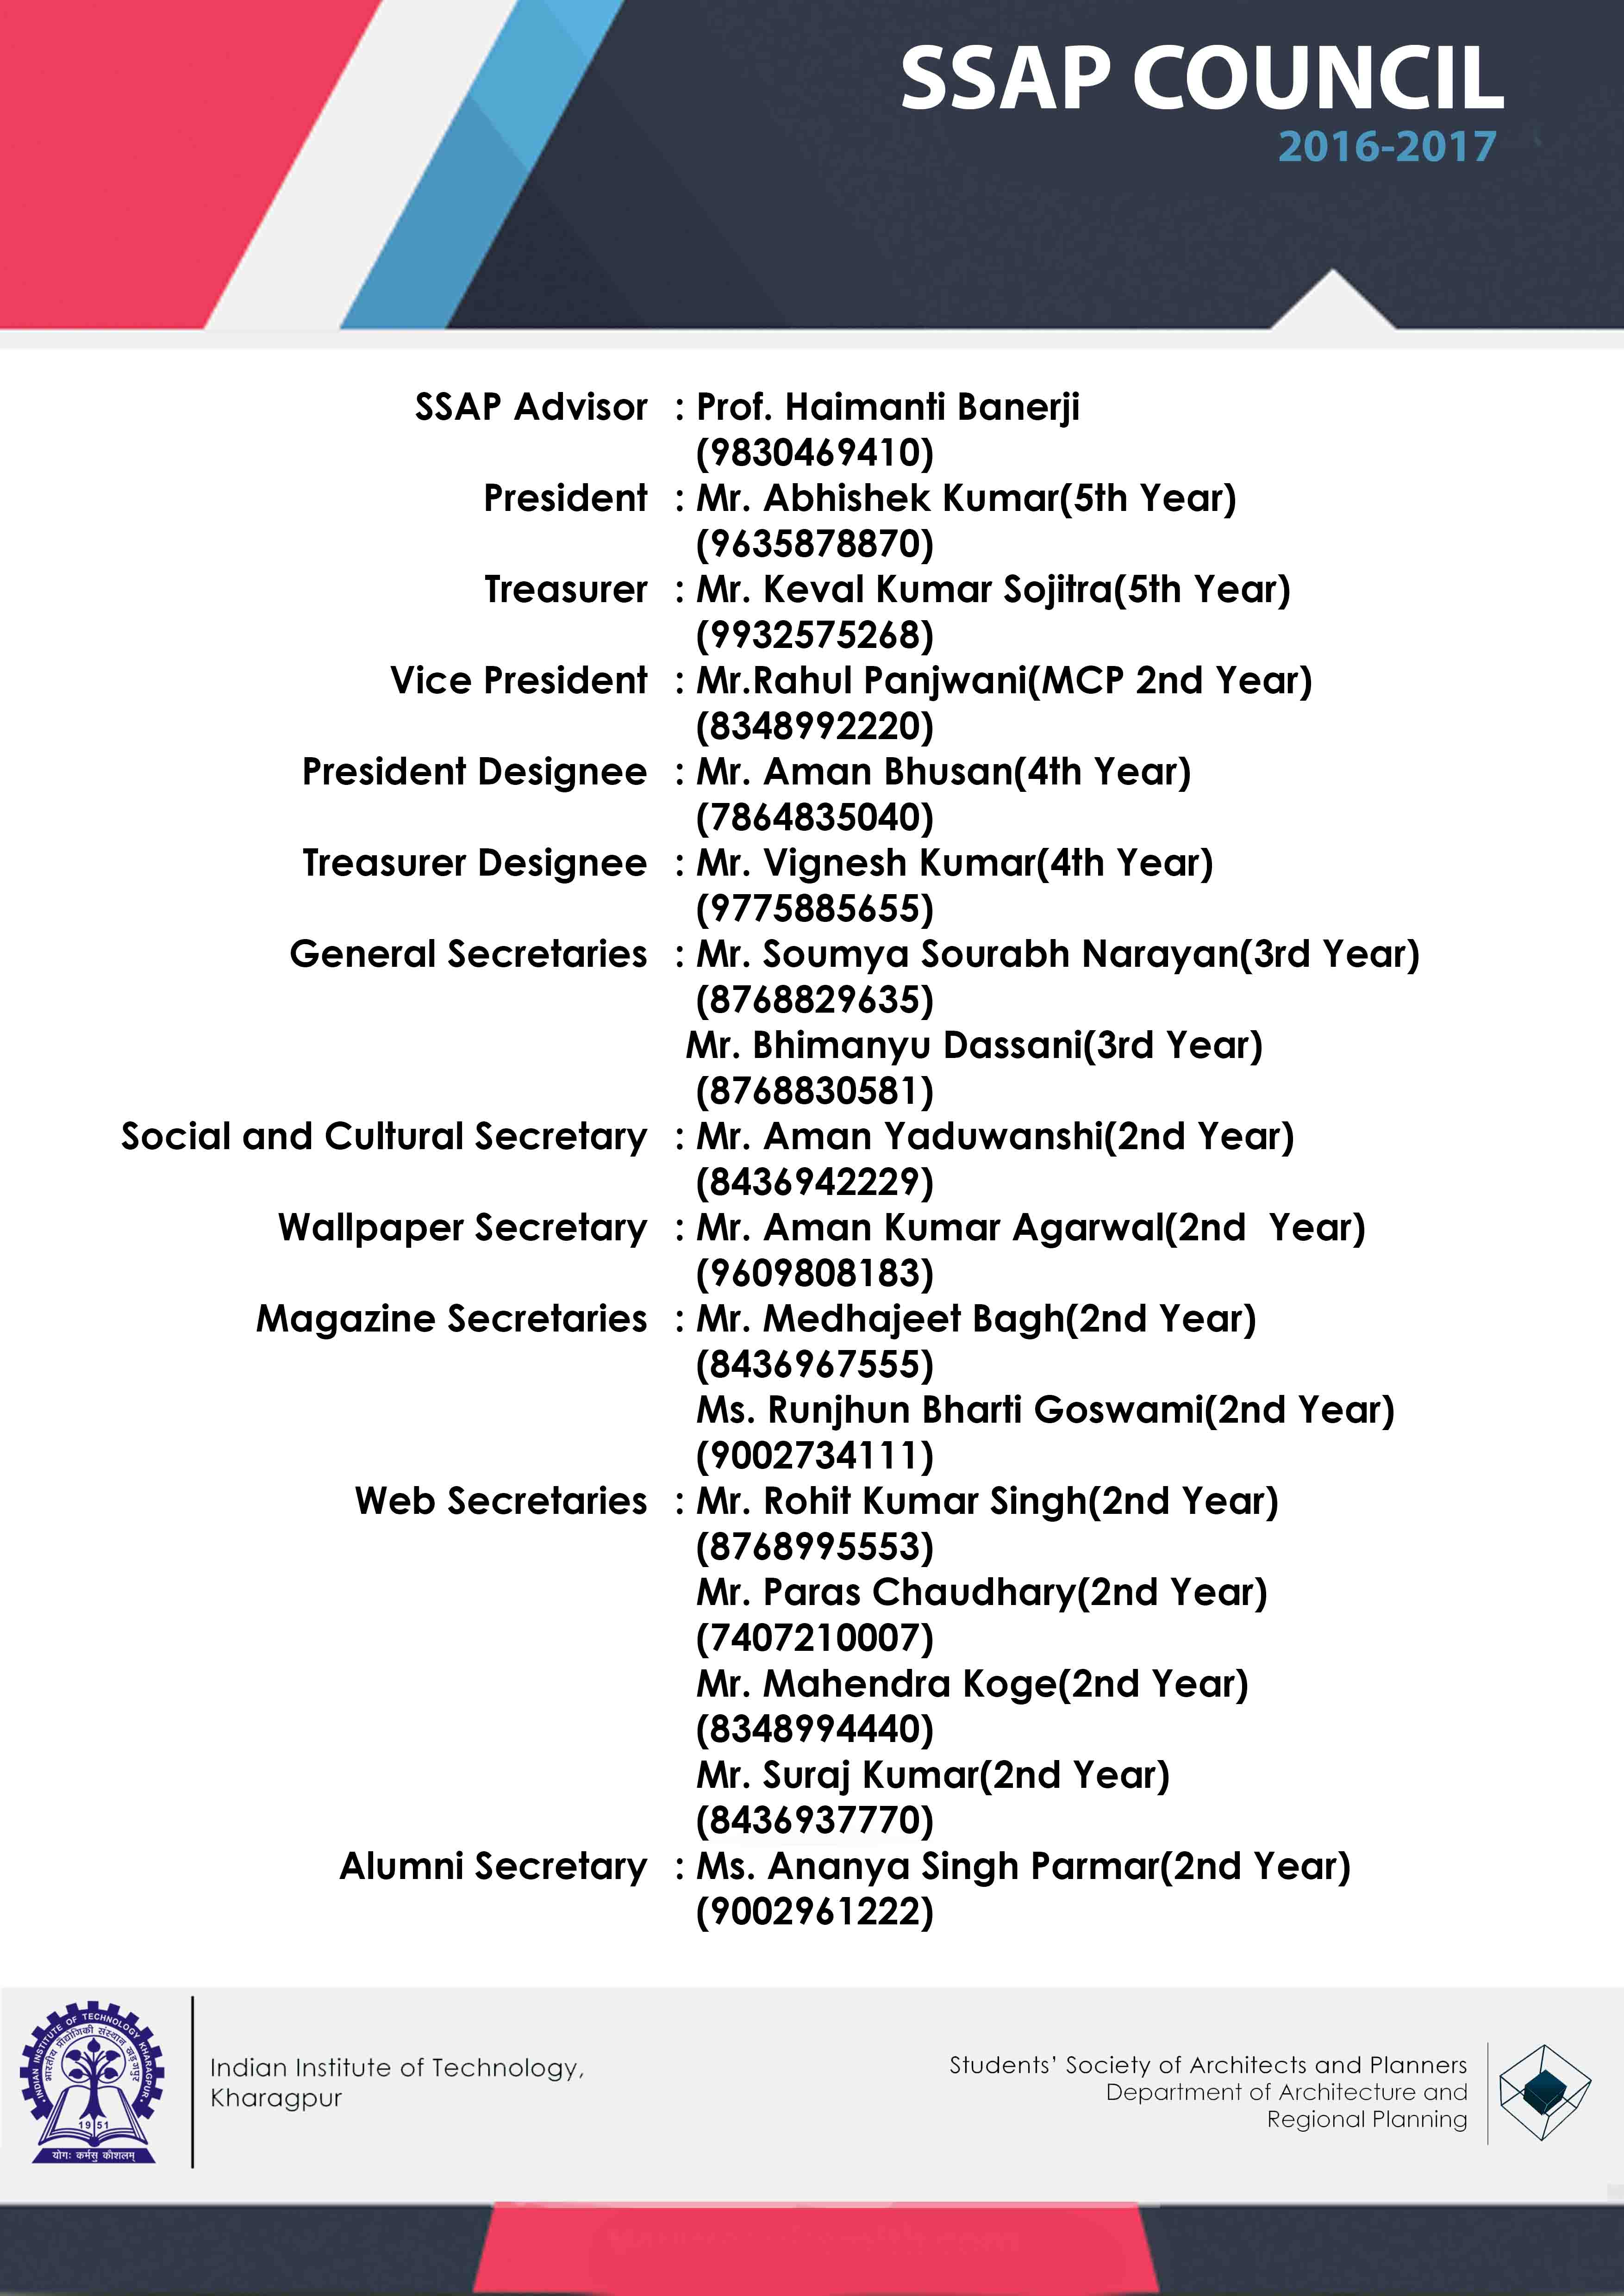 SSAP COUNCIL
2016-2017
SSAP Advisor : Prof. Haimanti Banerji
(9830469410)
President : Mr. Abhishek Kumar(5th Year)
(9635878870)
Treasurer : Mr. Keval Kumar Sojitra(5th Year)
(9932575268)
Vice President : Mr.Rahul Panjwani(MCP 2nd Year)
(8348992220)
President Designee : Mr. Aman Bhusan(4th Year)
(7864835040)
Treasurer Designee : Mr. Vignesh Kumar(4th Year)
(9775885655)
General Secretaries : Mr. Soumya Sourabh Narayan(3rd Year)
(8768829635)
Mr. Bhimanyu Dassani(3rd Year)
(8768830581)
Social and Cultural Secretary : Mr. Aman Yaduwanshi(2nd Year)
(8436942229)
Wallpaper Secretary : Mr. Aman Kumar Agarwal(2nd  Year)
(9609808183)
Magazine Secretaries : Mr. Medhajeet Bagh(2nd Year)
(8436967555)
Ms. Runjhun Bharti Goswami(2nd Year)
(9002734111)
Web Secretaries : Mr. Rohit Kumar Singh(2nd Year)
(8768995553)
Mr. Paras Chaudhary(2nd Year)
(7407210007)
Mr. Mahendra Koge(2nd Year)
(8348994440)
Mr. Suraj Kumar(2nd Year)
(8436937770)
Alumni Secretary : Ms. Ananya Singh Parmar(2nd Year)
(9002961222)
INDIAN INSTITUTE OF TECHNOLOGY KHARAGPUR
भारतीय प्रौद्योगिकी संस्थान खड़गपुर
1951
योगः कर्मसु कौशलम्
Indian Institute of Technology,
Kharagpur
Students’ Society of Architects and Planners
Department of Architecture and
Regional Planning